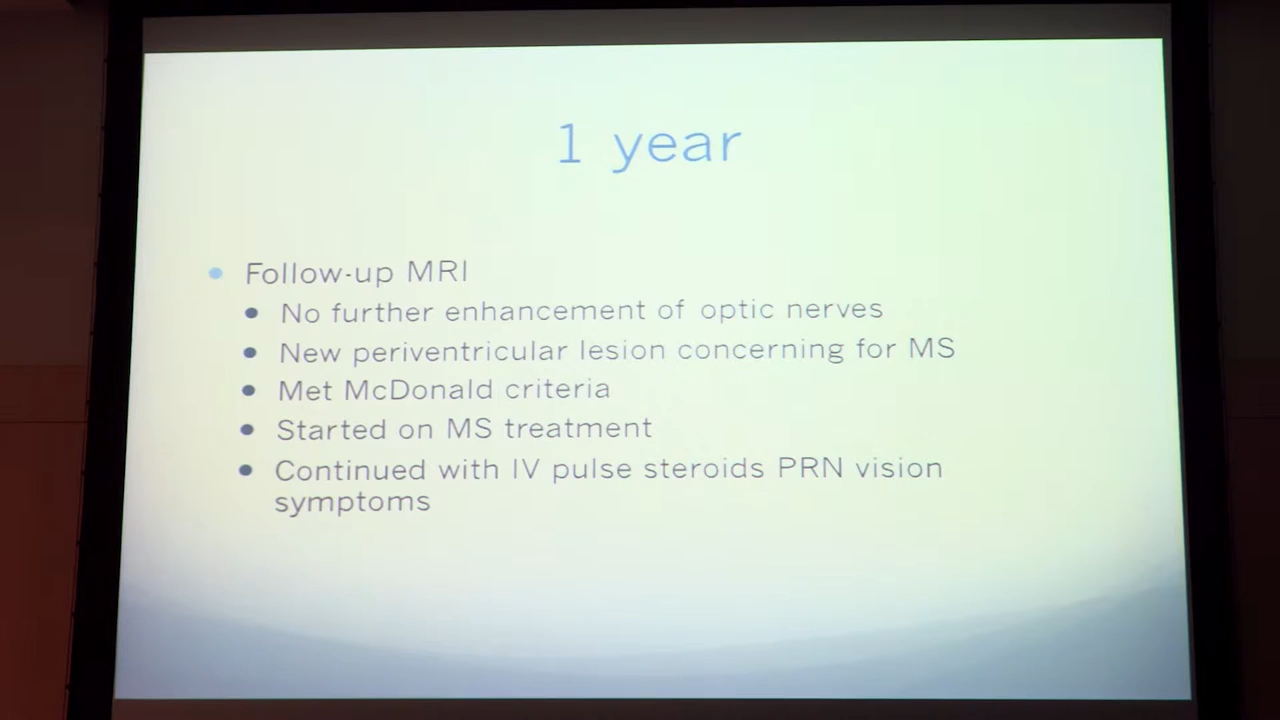 1 year
Follow-up MRI
No further enhancement of optic nerves
New periventricular lesion concerning for MS
Met McDonald criteria
Started on MS treatment
Continued with IV pulse steroids PRN vision
symptoms